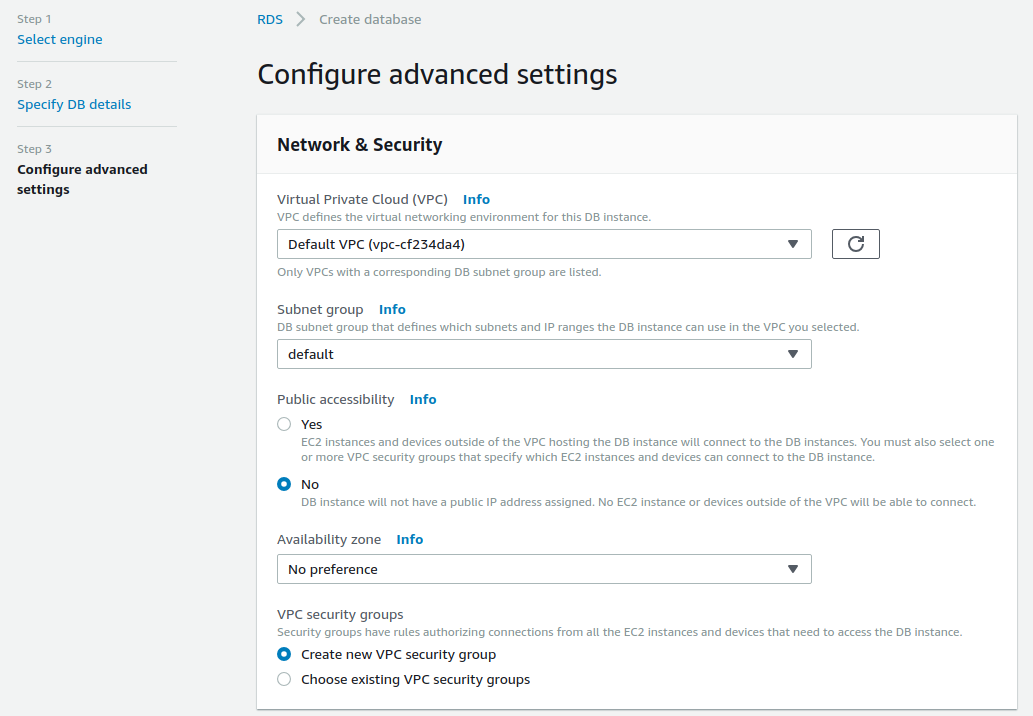 Step 1
Select engine
Step 2
Specify DB details
Step 3
Configure advanced
settings
RDS
Create database
Configure advanced settings
Network & Security
Virtual Private Cloud (VPC) Info
VPC defines the virtual networking environment for this DB instance.
Default VPC (vpc-cf234da4)
Only VPCs with a corresponding DB subnet group are listed.
Subnet group Info
DB subnet group that defines which subnets and IP ranges the DB instance can use in the VPC you selected.
default
Public accessibility Info
Yes
EC2 instances and devices outside of the VPC hosting the DB instance will connect to the DB instances. You must also select one
or more VPC security groups that specify which EC2 instances and devices can connect to the DB instance.
No
DB instance will not have a public IP address assigned. No EC2 instance or devices outside of the VPC will be able to connect.
Availability zone Info
No preference
VPC security groups
Security groups have rules authorizing connections from all the EC2 instances and devices that need to access the DB instance.
Create new VPC security group
Choose existing VPC security groups